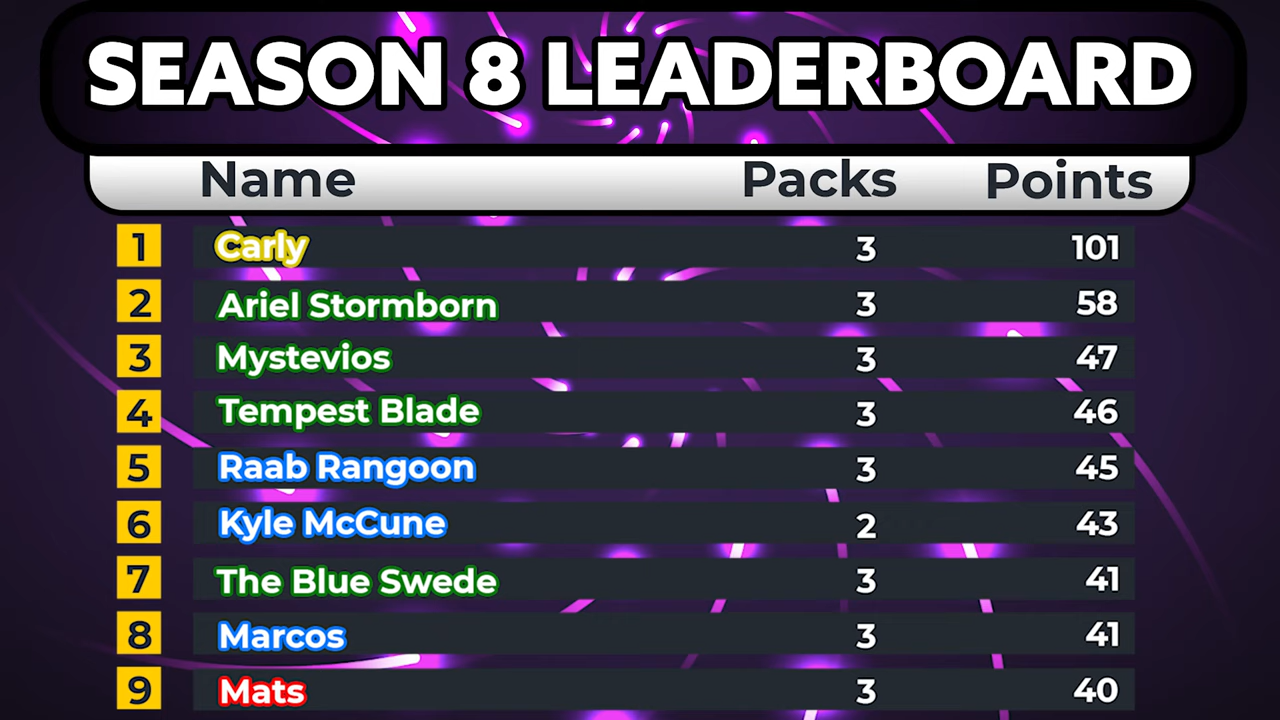 SEASON 8 LEADERBOARD
Name Packs Points
1 Carly 3 101
2 Ariel Stormborn 3 58
3 Mystevios 3 47
4 Tempest Blade 3 46
5 Raab Rangoon 3 45
6 Kyle McCune 2 43
7 The Blue Swede 3 41
8 Marcos 3 41
9 Mats 3 40